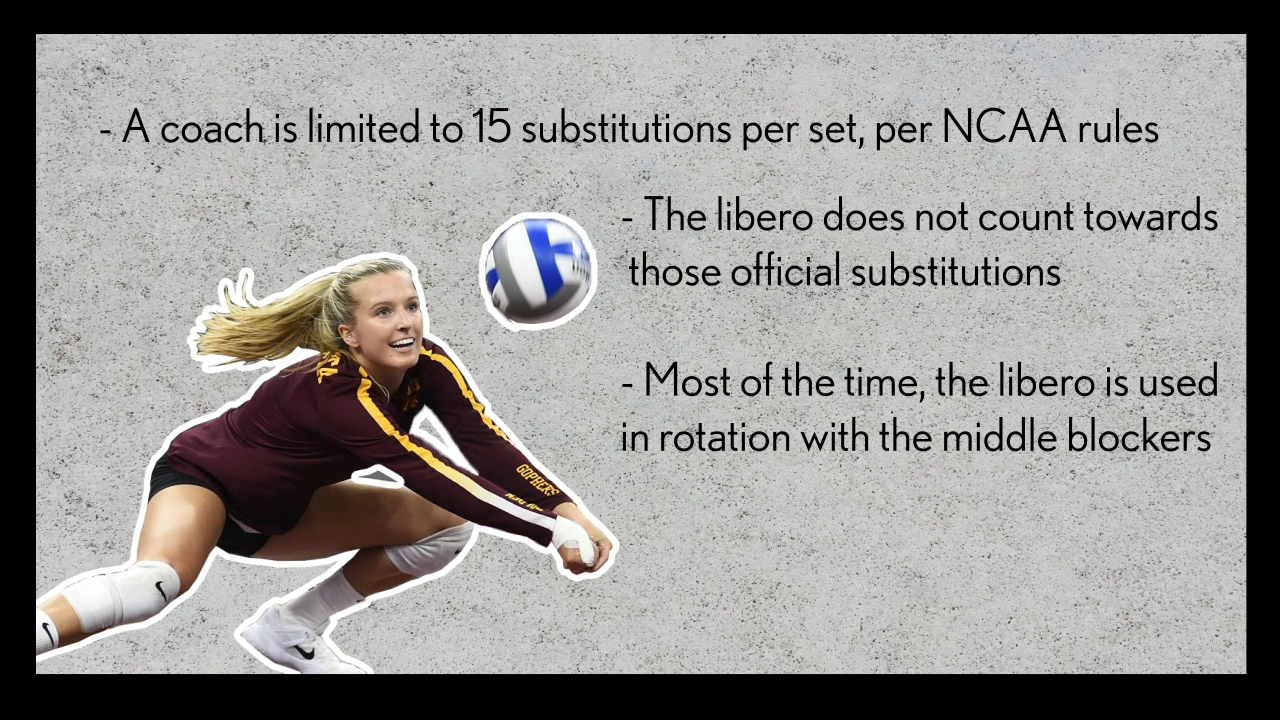 - A coach is limited to 15 substitutions per set, per NCAA rules
- The libero does not count towards
those official substitutions
- Most of the time, the libero is used
in rotation with the middle blockers
GOPHERS